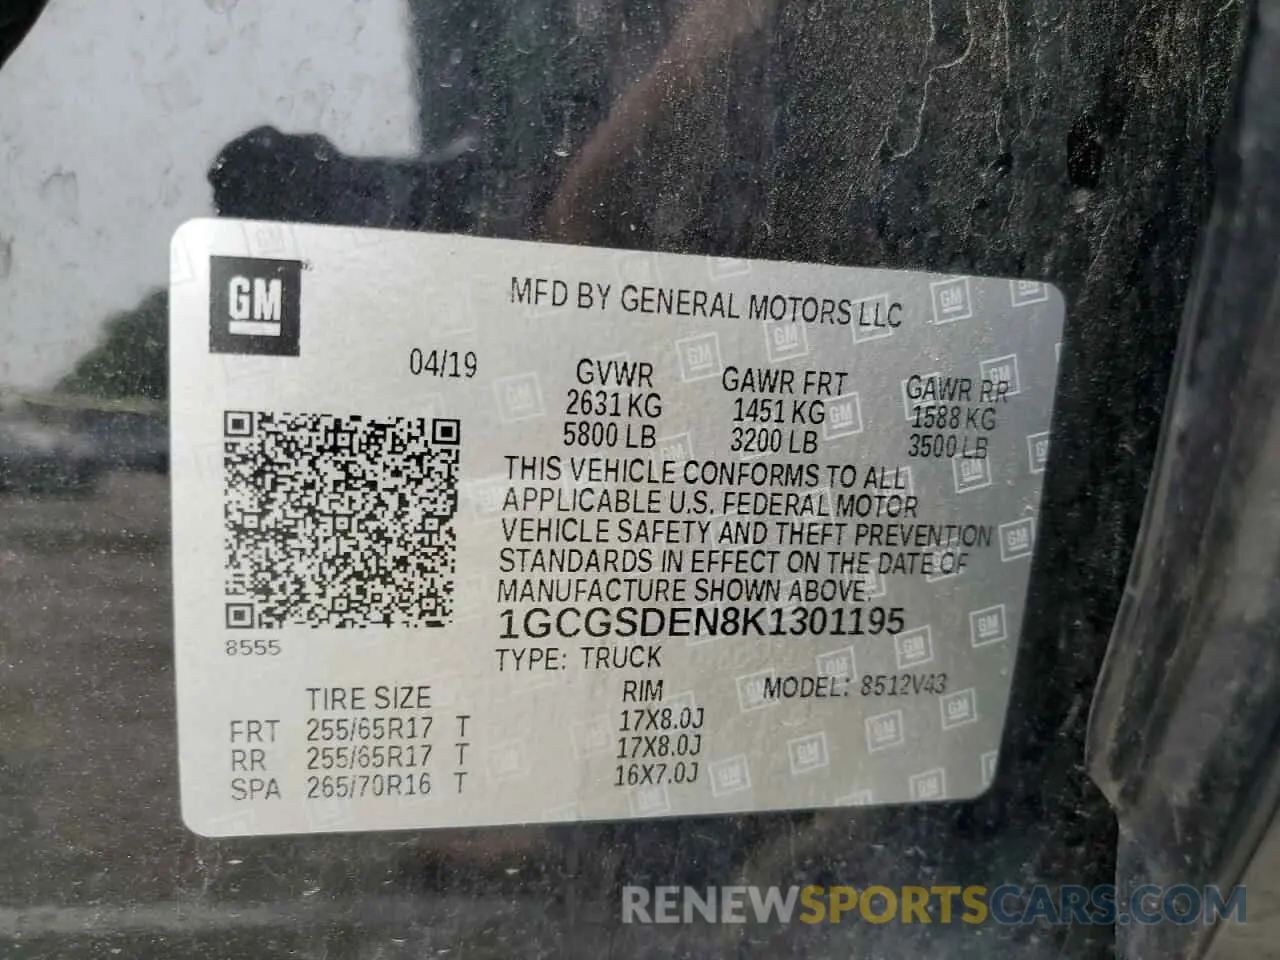 GM
MFD BY GENERAL MOTORS LLC
04/19
GVWR GAWR FRT GAWR RR
2631 KG 1451 KG 1588 KG
5800 LB 3200 LB 3500 LB
THIS VEHICLE CONFORMS TO ALL
APPLICABLE U.S. FEDERAL MOTOR
VEHICLE SAFETY AND THEFT PREVENTION
STANDARDS IN EFFECT ON THE DATE OF
MANUFACTURE SHOWN ABOVE.
1GCGSDEN8K1301195
8555
TYPE: TRUCK
TIRE SIZE RIM MODEL: 8512V43
FRT 255/65R17 T 17X8.0J
RR 255/65R17 T 17X8.0J
SPA 265/70R16 T 16X7.0J
RENEWSPORTSCARS.COM